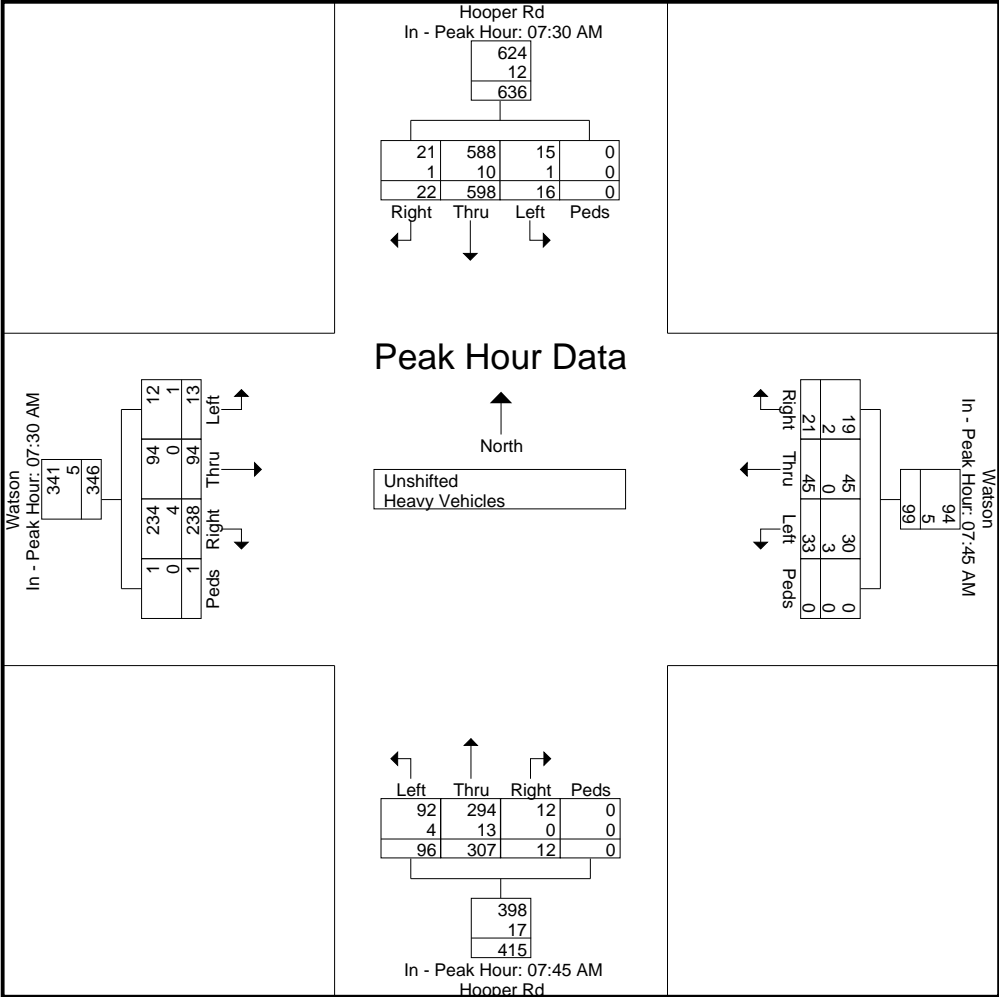 Hooper Rd
In - Peak Hour: 07:30 AM
624
12
636
21 588 15 0
1 10 1 0
22 598 16 0
Right Thru Left Peds
Peak Hour Data
North
Unshifted
Heavy Vehicles
Watson
In - Peak Hour: 07:30 AM
341
5
346
12 94 234 1
1 0 4 0
13 94 238 1
Left Thru Right Peds
Watson
In - Peak Hour: 07:45 AM
94
5
99
19 45 30 0
2 0 3 0
21 45 33 0
Right Thru Left Peds
Left Thru Right Peds
92 294 12 0
4 13 0 0
96 307 12 0
398
17
415
In - Peak Hour: 07:45 AM
Hooper Rd